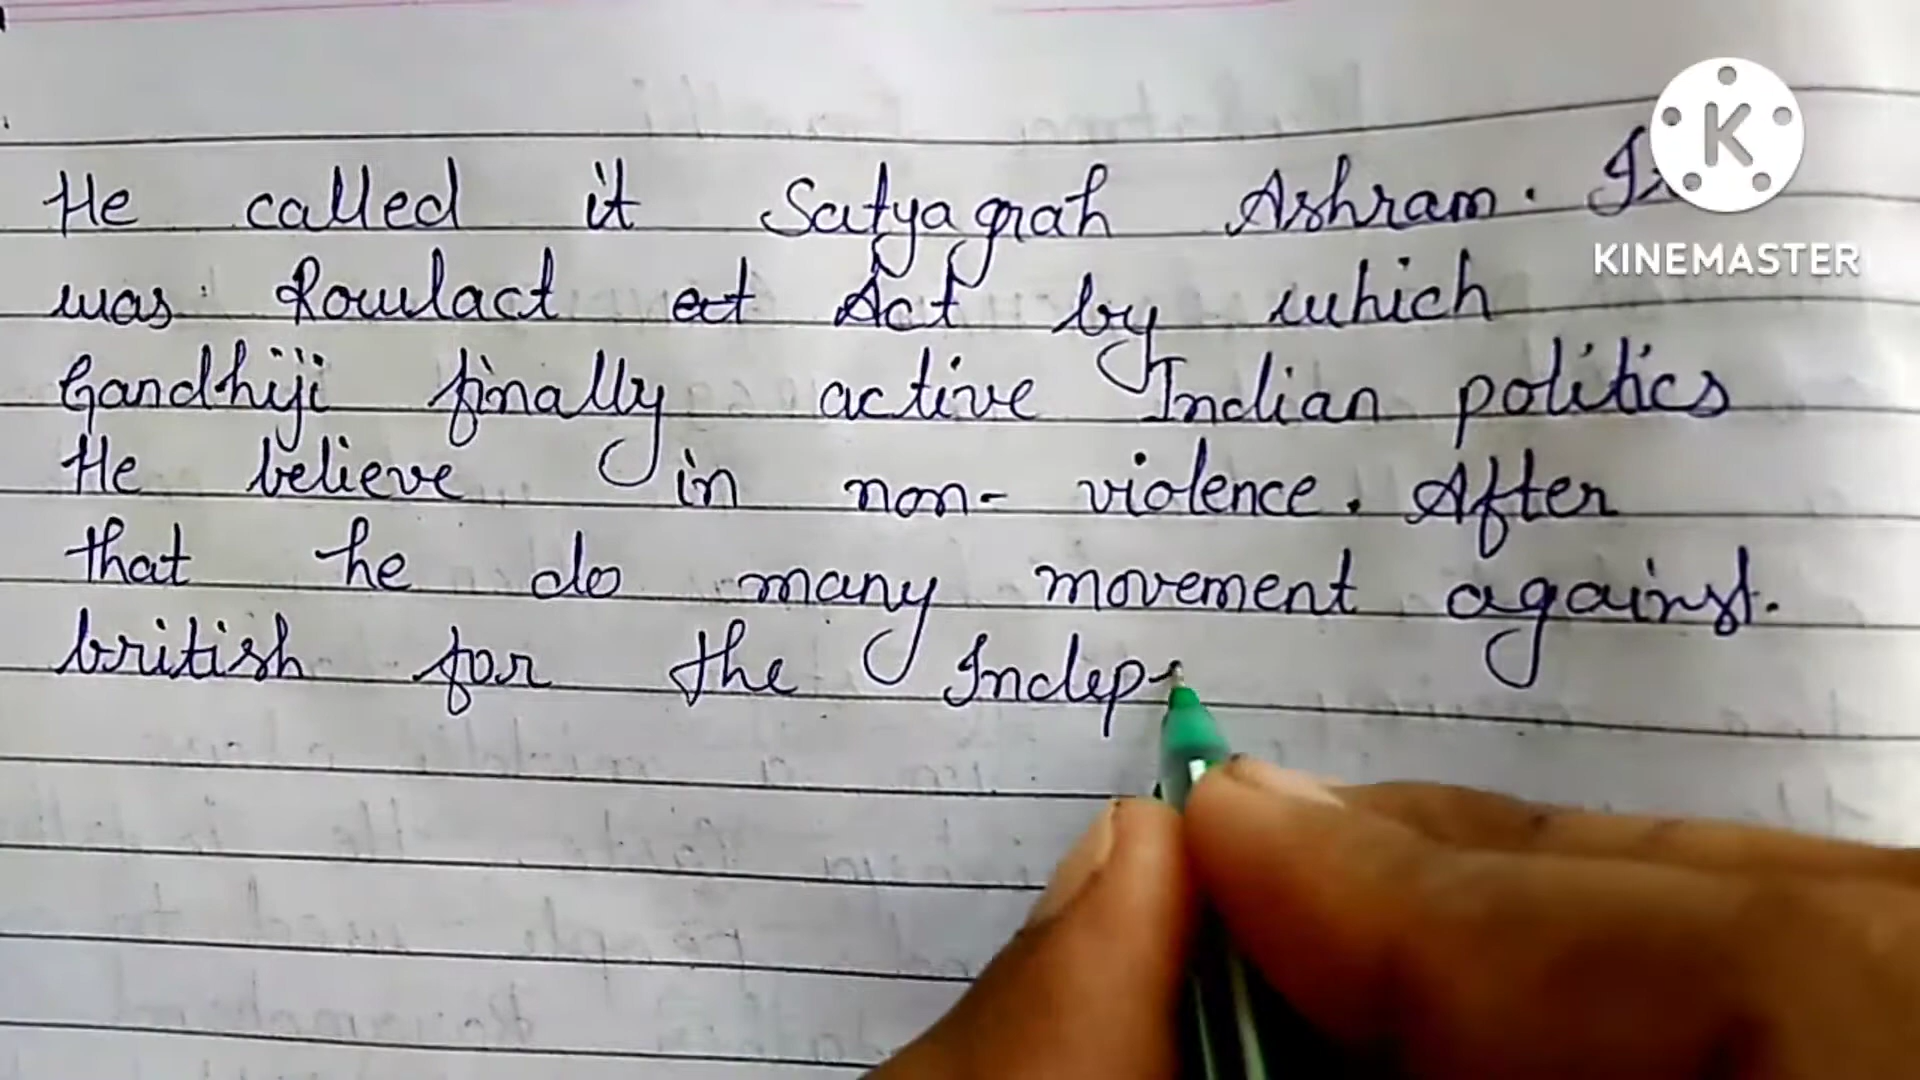 He called it Satyagrah Ashram. It
was Rowlact act Act by which
Gandhiji finally active Indian politics
He believe in non- violence. After
that he do many movement against
british for the Indep
K
KINEMASTER